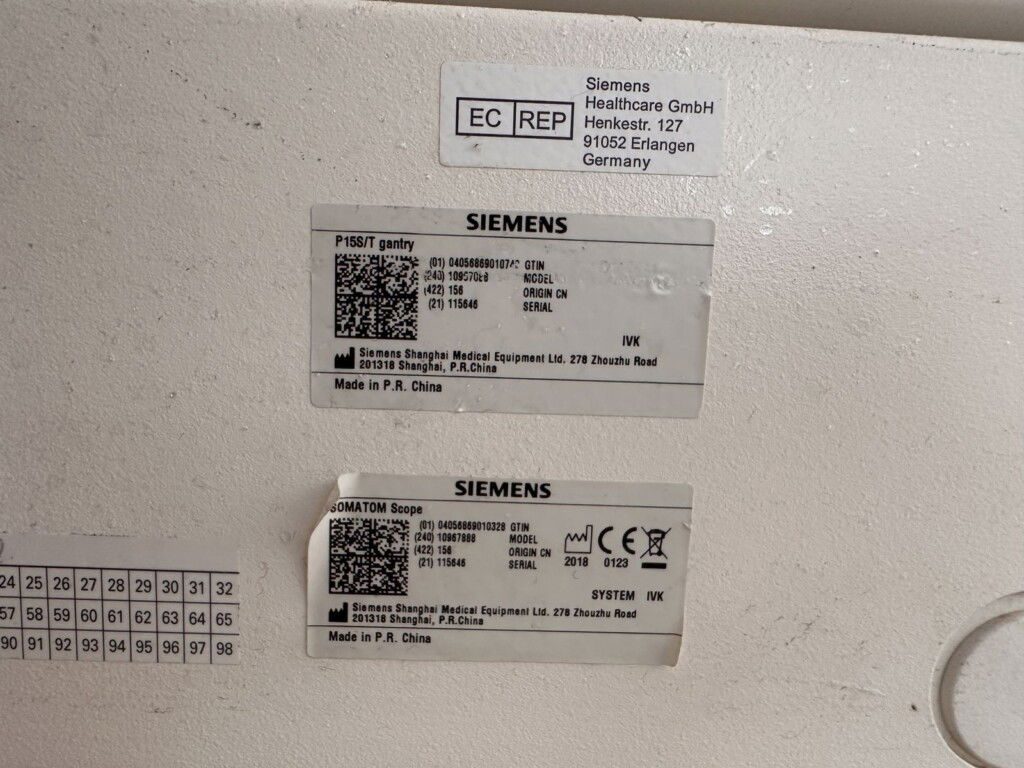 EC REP
Siemens
Healthcare GmbH
Henkestr. 127
91052 Erlangen
Germany
SIEMENS
P15S/T gantry
(01) GTIN
(240) MODEL
(422) 156 ORIGIN CN
(21) 115646 SERIAL
IVK
Siemens Shanghai Medical Equipment Ltd. 278 Zhouzhu Road
201318 Shanghai, P.R.China
Made in P.R. China
SIEMENS
SOMATOM Scope
(01) 04056869010328 GTIN
(240) 10967888 MODEL
(422) 156 ORIGIN CN
(21) 115646 SERIAL
2018
CE 0123
SYSTEM IVK
Siemens Shanghai Medical Equipment Ltd. 278 Zhouzhu Road
201318 Shanghai, P.R.China
Made in P.R. China
24 25 26 27 28 29 30 31 32
57 58 59 60 61 62 63 64 65
90 91 92 93 94 95 96 97 98